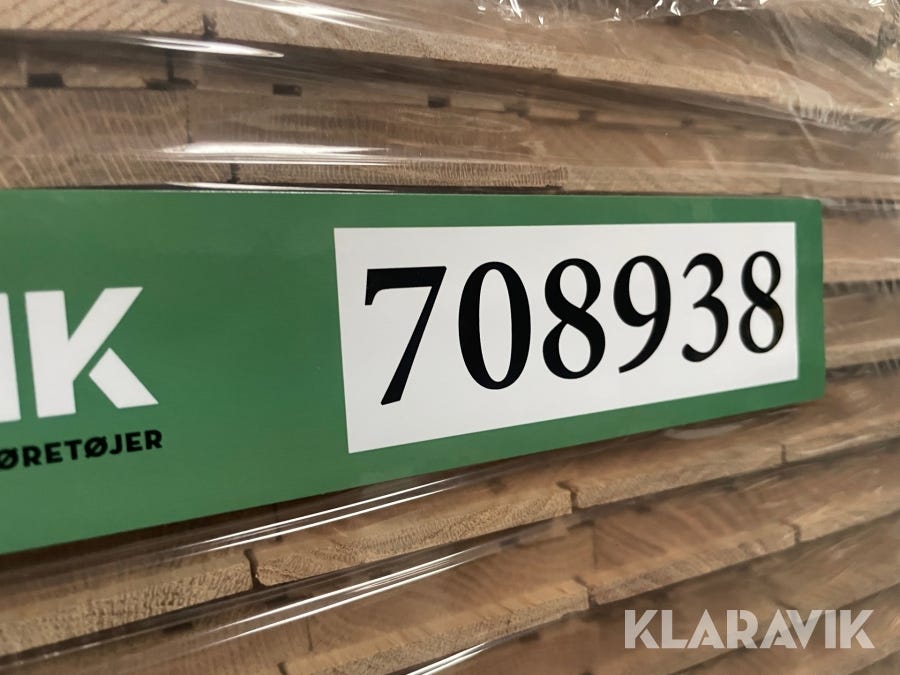 IK
ØRETØJER
708938
KLARAVIK